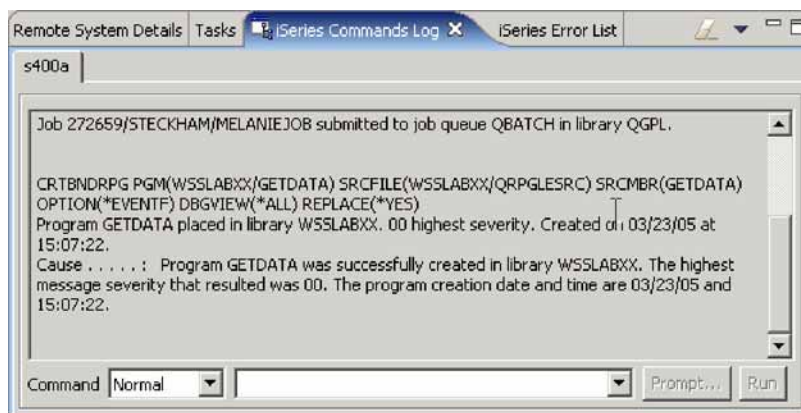 Remote System Details Tasks iSeries Commands Log iSeries Error List
s400a
Job 272659/STECKHAM/MELANIEJOB submitted to job queue QBATCH in library QGPL.
CRTBNDRPG PGM(WSSLABXX/GETDATA) SRCFILE(WSSLABXX/QRPGLESRC) SRCMBR(GETDATA)
OPTION(*EVENTF) DBGVIEW(*ALL) REPLACE(*YES)
Program GETDATA placed in library WSSLABXX. 00 highest severity. Created on 03/23/05 at
15:07:22.
Cause . . . . . : Program GETDATA was successfully created in library WSSLABXX. The highest
message severity that resulted was 00. The program creation date and time are 03/23/05 and
15:07:22.
Command Normal Prompt... Run